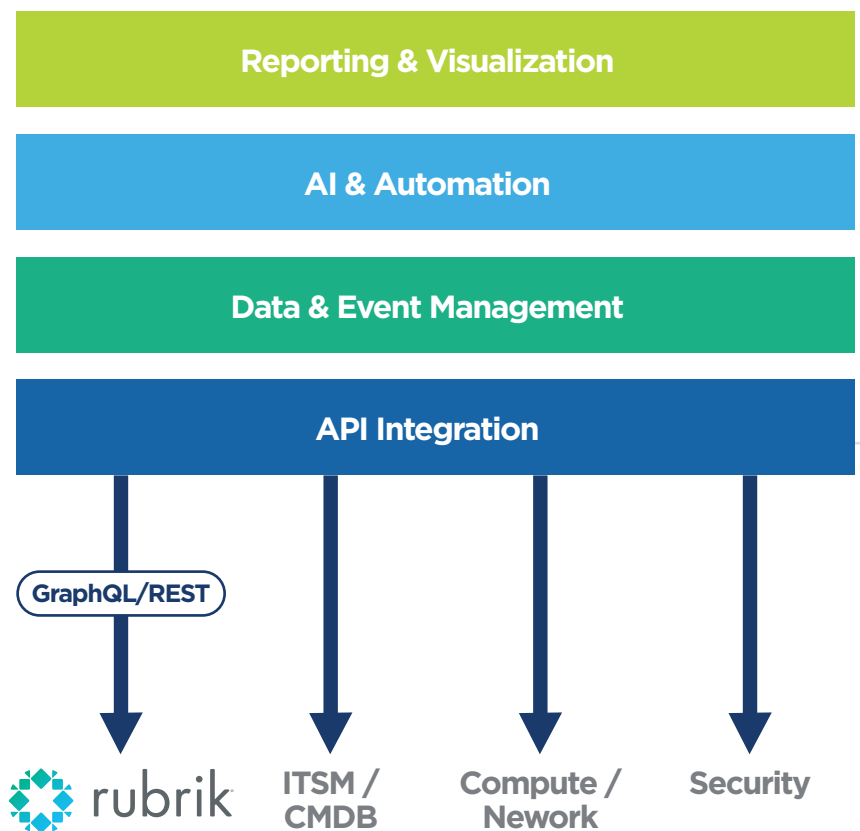 Reporting & Visualization
AI & Automation
Data & Event Management
API Integration
GraphQL/REST
rubrik
ITSM /
CMDB
Compute /
Nework
Security